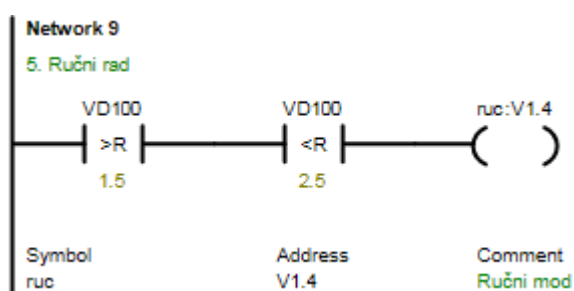 Network 9
5. Ručni rad
VD100 VD100 ruc:V1.4
>R <R
1.5 2.5
Symbol Address Comment
ruc V1.4 Ručni mod